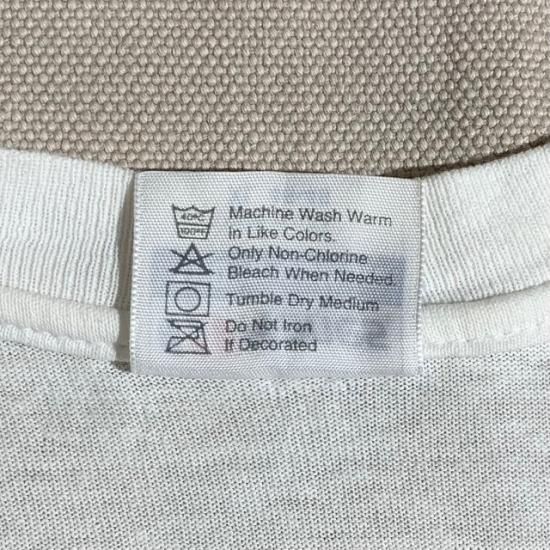 40°C
100°F
Machine Wash Warm
In Like Colors.
Only Non-Chlorine
Bleach When Needed.
Tumble Dry Medium
Do Not Iron
If Decorated